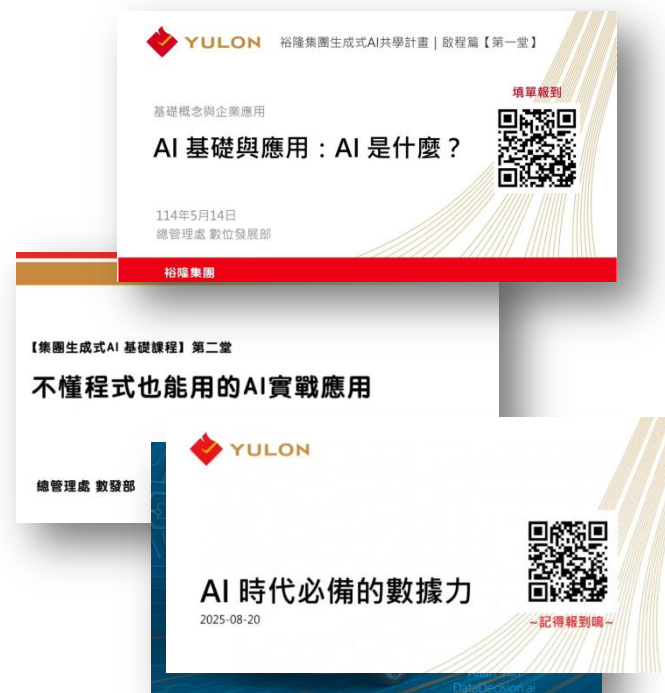 YULON 裕隆集團生成式AI共學計畫|啟程篇【第一堂】
填單報到
基礎概念與企業應用
AI 基礎與應用：AI 是什麼？
114年5月14日
總管理處 數位發展部
裕隆集團
【集團生成式AI 基礎課程】第二堂
不懂程式也能用的AI實戰應用
總管理處 數發部
YULON
AI 時代必備的數據力
2025-08-20
~記得報到唷~
DataDecision.ai